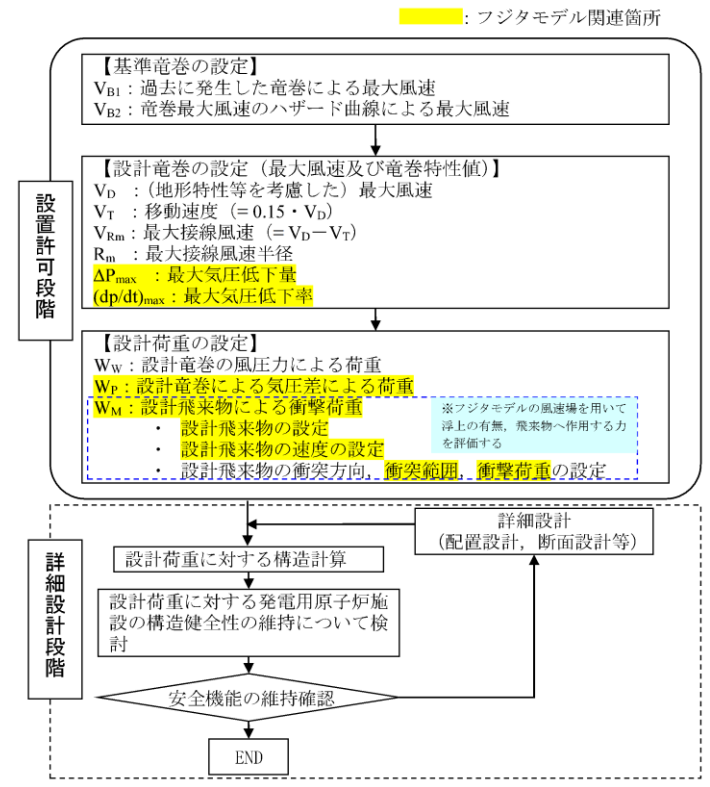 ：フジタモデル関連箇所
【基準竜巻の設定】
VB1：過去に発生した竜巻による最大風速
VB2：竜巻最大風速のハザード曲線による最大風速
設置許可段階
【設計竜巻の設定（最大風速及び竜巻特性値）】
VD ：（地形特性等を考慮した）最大風速
VT ：移動速度（= 0.15・VD）
VRm：最大接線風速（= VD－VT）
Rm ：最大接線風速半径
ΔPmax ：最大気圧低下量
(dp/dt)max：最大気圧低下率
【設計荷重の設定】
WW：設計竜巻の風圧力による荷重
WP：設計竜巻による気圧差による荷重
WM：設計飛来物による衝撃荷重
・ 設計飛来物の設定
・ 設計飛来物の速度の設定
・ 設計飛来物の衝突方向，衝突範囲，衝撃荷重の設定
※フジタモデルの風速場を用いて
浮上の有無，飛来物へ作用する力
を評価する
詳細設計段階
詳細設計
（配置設計，断面設計等）
設計荷重に対する構造計算
設計荷重に対する発電用原子炉施
設の構造健全性の維持について検
討
安全機能の維持確認
END